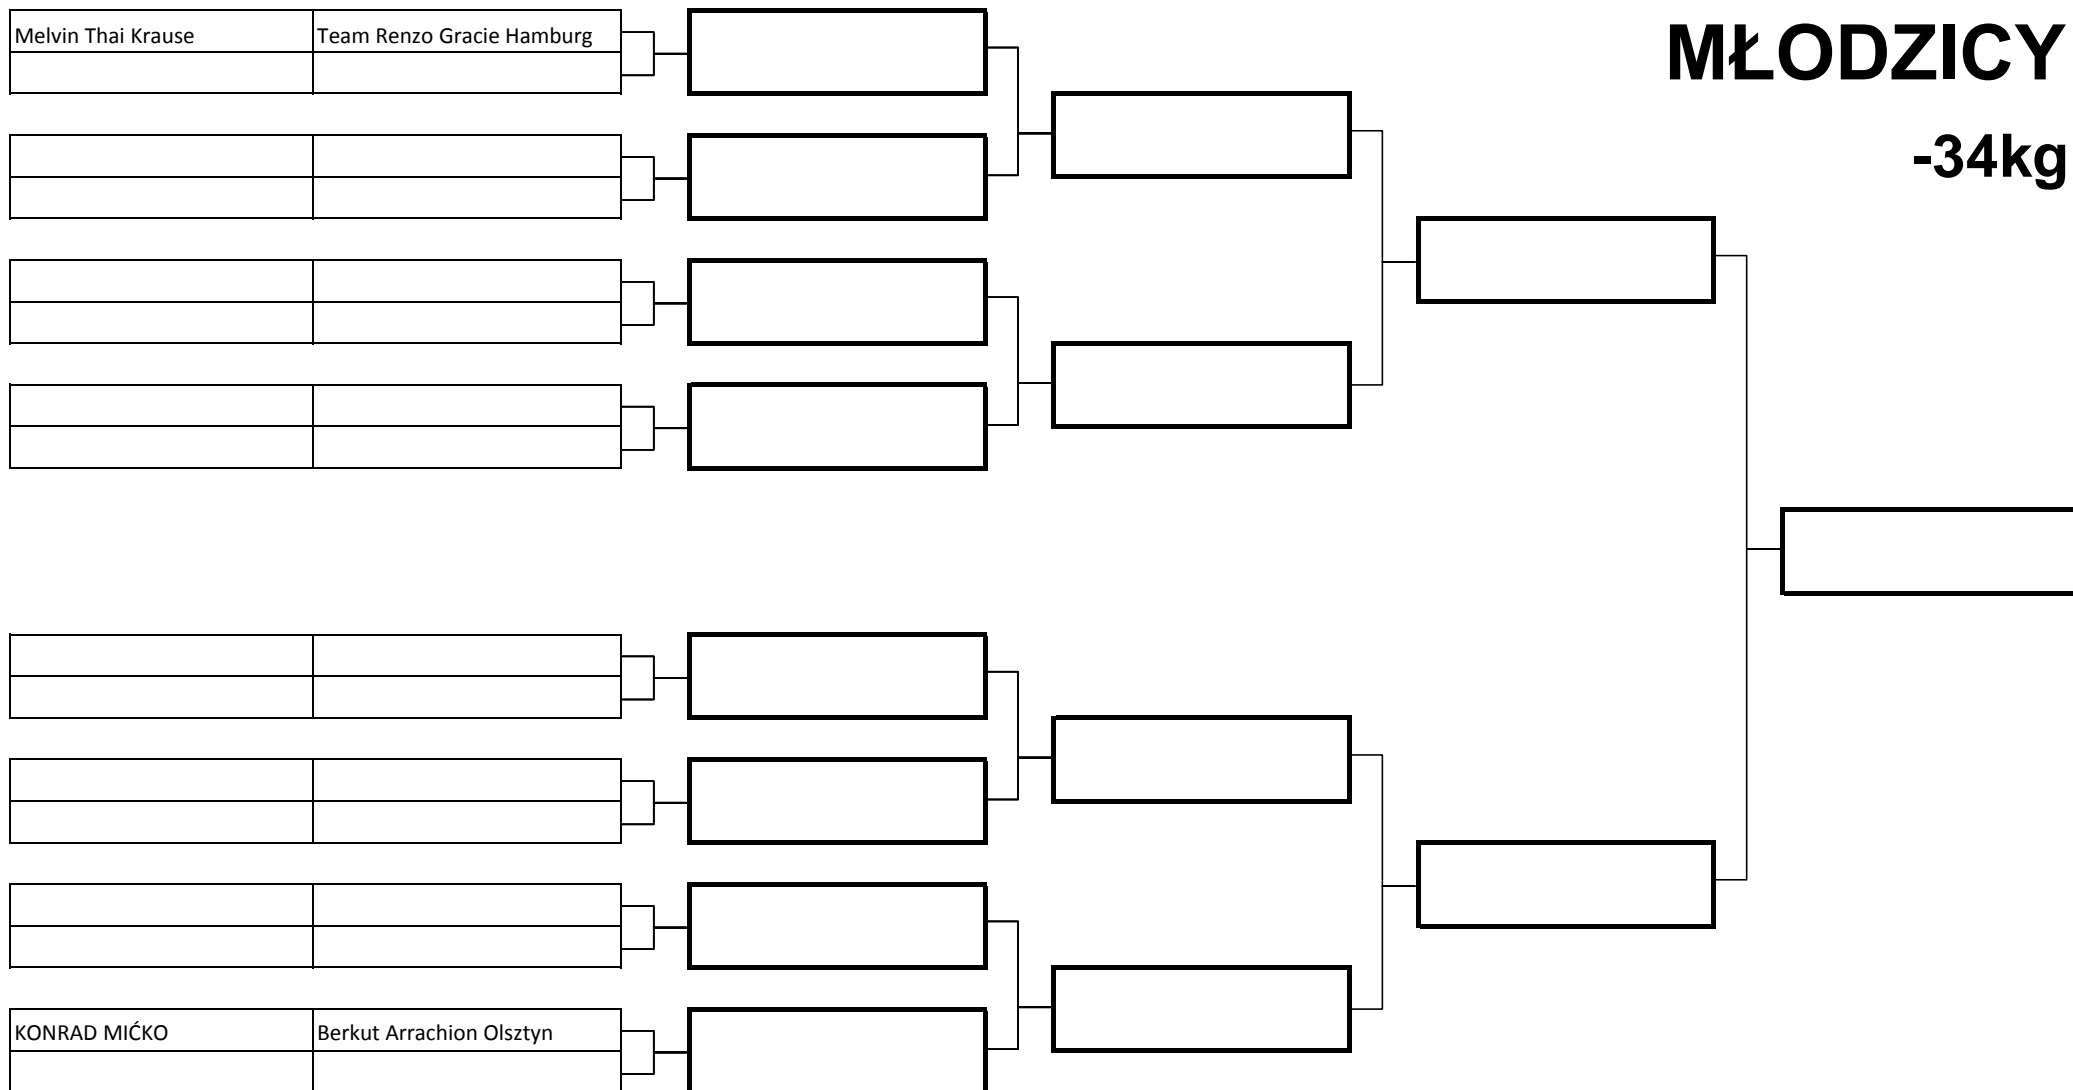 Melvin Thai Krause Team Renzo Gracie Hamburg
MŁODZICY
-34kg
KONRAD MIĆKO Berkut Arrachion Olsztyn